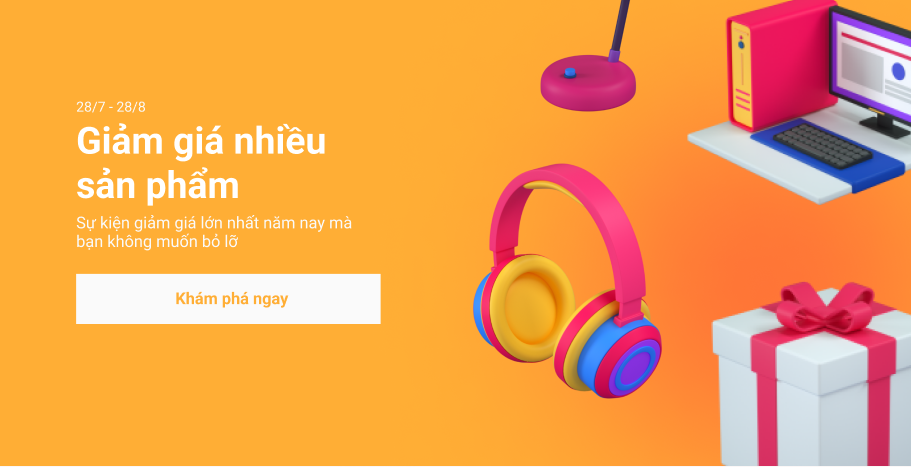 28/7 - 28/8
Giảm giá nhiều
sản phẩm
Sự kiện giảm giá lớn nhất năm nay mà
bạn không muốn bỏ lỡ
Khám phá ngay